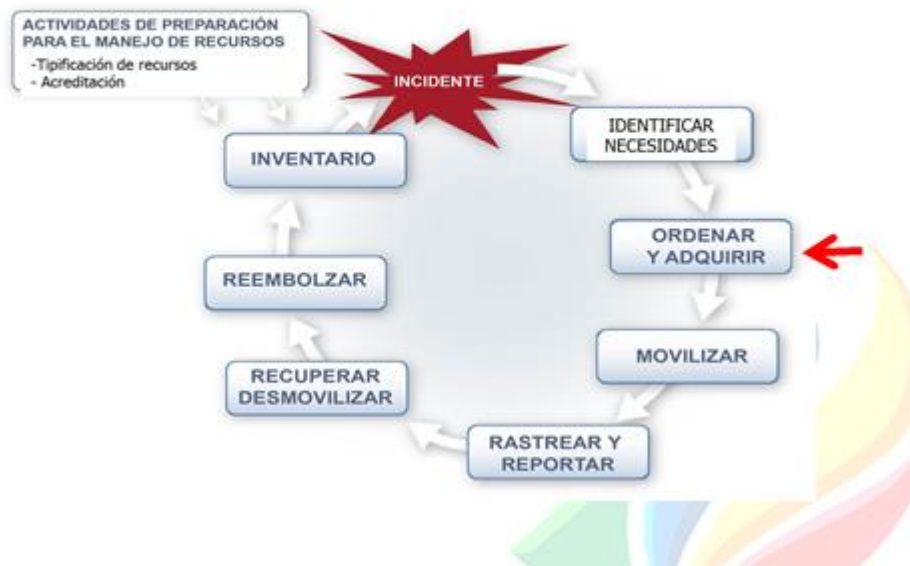 ACTIVIDADES DE PREPARACIÓN
PARA EL MANEJO DE RECURSOS
-Tipificación de recursos
- Acreditación
INCIDENTE
IDENTIFICAR
NECESIDADES
ORDENAR
Y ADQUIRIR
MOVILIZAR
RASTREAR Y
REPORTAR
RECUPERAR
DESMOVILIZAR
REEMBOLZAR
INVENTARIO